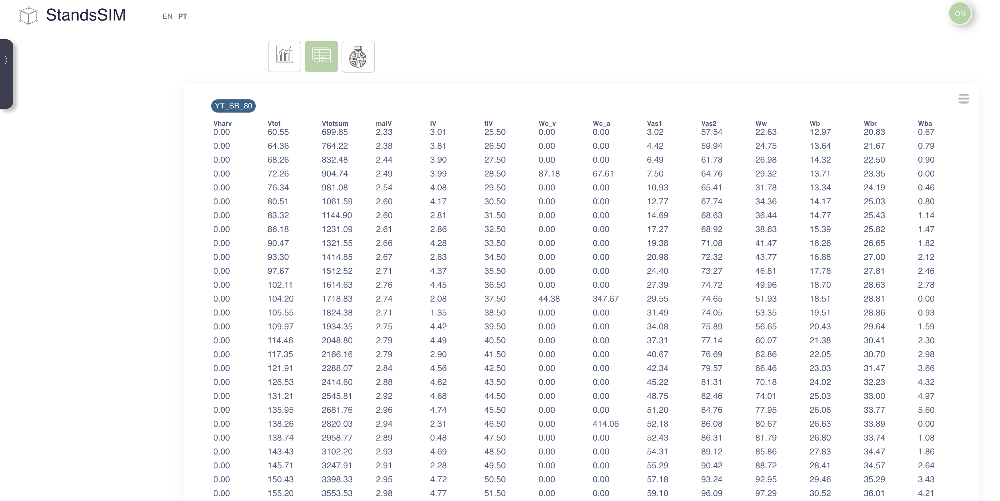 StandsSIM EN PT ON
YT_SB_80
Vharv Vtot Vtotsum maiV iV tiV Wc_v Wc_a Vas1 Vas2 Ww Wb Wbr Wba
0.00 60.55 699.85 2.33 3.01 25.50 0.00 0.00 3.02 57.54 22.63 12.97 20.83 0.67
0.00 64.36 764.22 2.38 3.81 26.50 0.00 0.00 4.42 59.94 24.75 13.64 21.67 0.79
0.00 68.26 832.48 2.44 3.90 27.50 0.00 0.00 6.49 61.78 26.98 14.32 22.50 0.90
0.00 72.26 904.74 2.49 3.99 28.50 87.18 67.61 7.50 64.76 29.32 13.71 23.35 0.00
0.00 76.34 981.08 2.54 4.08 29.50 0.00 0.00 10.93 65.41 31.78 13.34 24.19 0.46
0.00 80.51 1061.59 2.60 4.17 30.50 0.00 0.00 12.77 67.74 34.36 14.17 25.03 0.80
0.00 83.32 1144.90 2.60 2.81 31.50 0.00 0.00 14.69 68.63 36.44 14.77 25.43 1.14
0.00 86.18 1231.09 2.61 2.86 32.50 0.00 0.00 17.27 68.92 38.63 15.39 25.82 1.47
0.00 90.47 1321.55 2.66 4.28 33.50 0.00 0.00 19.38 71.08 41.47 16.26 26.65 1.82
0.00 93.30 1414.85 2.67 2.83 34.50 0.00 0.00 20.98 72.32 43.77 16.88 27.00 2.12
0.00 97.67 1512.52 2.71 4.37 35.50 0.00 0.00 24.40 73.27 46.81 17.78 27.81 2.46
0.00 102.11 1614.63 2.76 4.45 36.50 0.00 0.00 27.39 74.72 49.96 18.70 28.63 2.78
0.00 104.20 1718.83 2.74 2.08 37.50 44.38 347.67 29.55 74.65 51.93 18.51 28.81 0.00
0.00 105.55 1824.38 2.71 1.35 38.50 0.00 0.00 31.49 74.05 53.35 19.51 28.86 0.93
0.00 109.97 1934.35 2.75 4.42 39.50 0.00 0.00 34.08 75.89 56.65 20.43 29.64 1.59
0.00 114.46 2048.80 2.79 4.49 40.50 0.00 0.00 37.31 77.14 60.07 21.38 30.41 2.30
0.00 117.35 2166.16 2.79 2.90 41.50 0.00 0.00 40.67 76.69 62.86 22.05 30.70 2.98
0.00 121.91 2288.07 2.84 4.56 42.50 0.00 0.00 42.34 79.57 66.46 23.03 31.47 3.66
0.00 126.53 2414.60 2.88 4.62 43.50 0.00 0.00 45.22 81.31 70.18 24.02 32.23 4.32
0.00 131.21 2545.81 2.92 4.68 44.50 0.00 0.00 48.75 82.46 74.01 25.03 33.00 4.97
0.00 135.95 2681.76 2.96 4.74 45.50 0.00 0.00 51.20 84.76 77.95 26.06 33.77 5.60
0.00 138.26 2820.03 2.94 2.31 46.50 0.00 414.06 52.18 86.08 80.67 26.63 33.89 0.00
0.00 138.74 2958.77 2.89 0.48 47.50 0.00 0.00 52.43 86.31 81.79 26.80 33.74 1.08
0.00 143.43 3102.20 2.93 4.69 48.50 0.00 0.00 54.31 89.12 85.86 27.83 34.47 1.86
0.00 145.71 3247.91 2.91 2.28 49.50 0.00 0.00 55.29 90.42 88.72 28.41 34.57 2.64
0.00 150.43 3398.33 2.95 4.72 50.50 0.00 0.00 57.18 93.24 92.95 29.46 35.29 3.43
0.00 155.20 3553.53 2.98 4.77 51.50 0.00 0.00 59.10 96.09 97.29 30.52 36.01 4.21